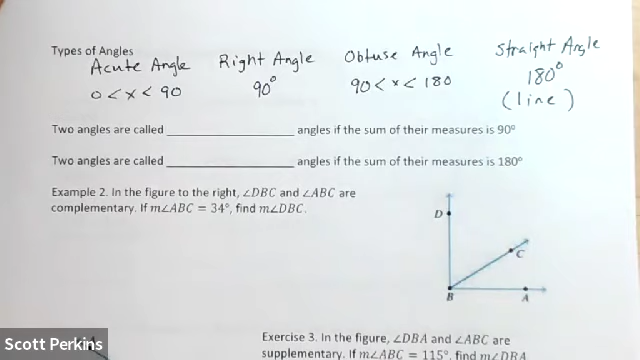 Types of Angles
Acute Angle Right Angle Obtuse Angle Straight Angle
0 < x < 90 90° 90 < x < 180 180°
(line)
Two angles are called ____________________ angles if the sum of their measures is 90°
Two angles are called ____________________ angles if the sum of their measures is 180°
Example 2. In the figure to the right, ∠DBC and ∠ABC are
complementary. If m∠ABC = 34°, find m∠DBC.
D
C
B A
Scott Perkins
Exercise 3. In the figure, ∠DBA and ∠ABC are
supplementary. If m∠ABC = 115°, find m∠DBA